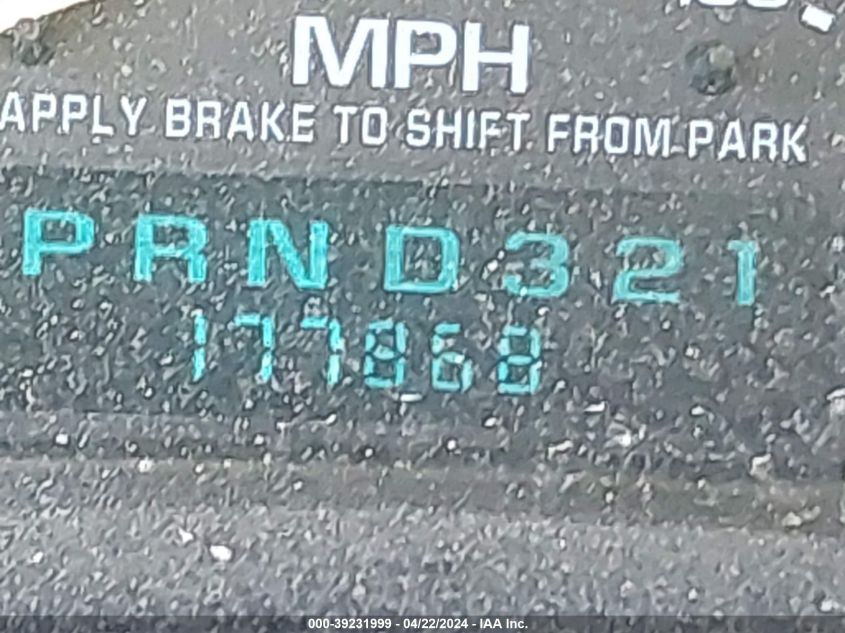 MPH
APPLY BRAKE TO SHIFT FROM PARK
PRND321
177868
000-39231999 - 04/22/2024 - IAA Inc.